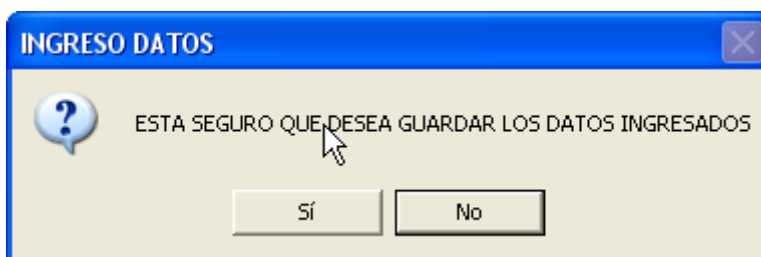 INGRESO DATOS
ESTA SEGURO QUE DESEA GUARDAR LOS DATOS INGRESADOS
Sí No